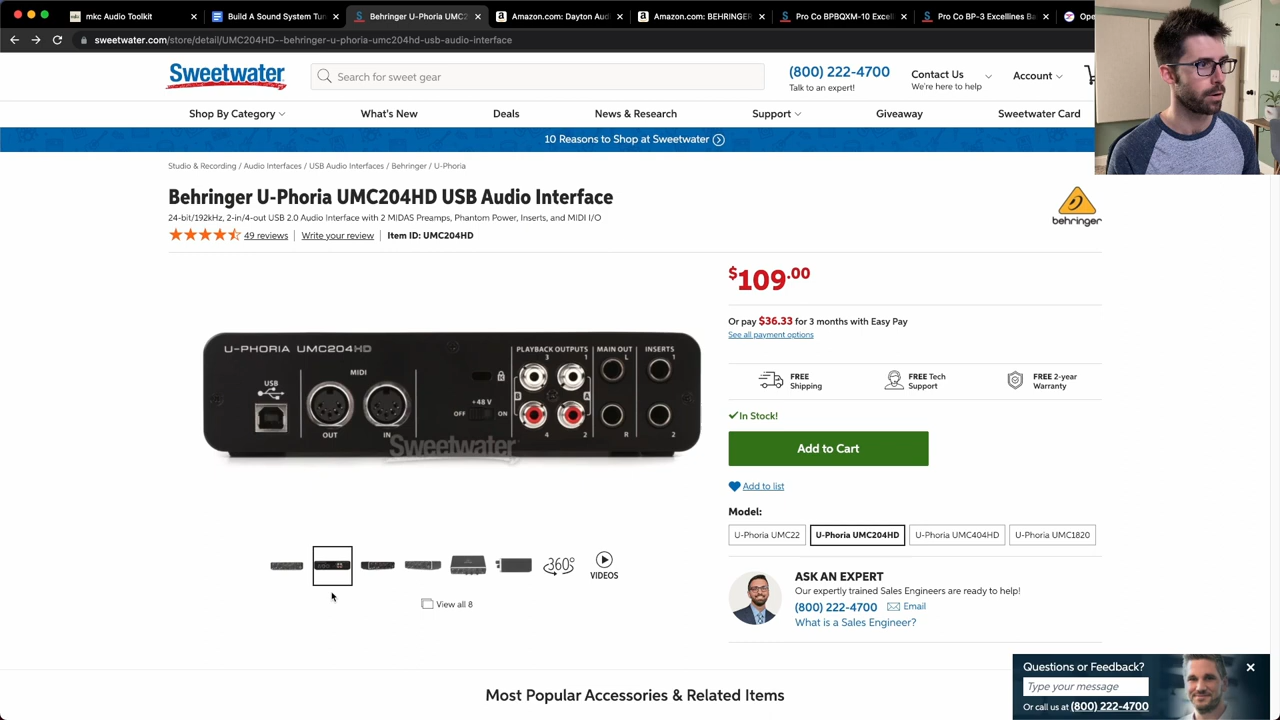 mkc Audio Toolkit
Build A Sound System Tun
Behringer U-Phoria UMC2
Amazon.com: Dayton Aud
Amazon.com: BEHRINGER
Pro Co BPBQXM-10 Excell
Pro Co BP-3 Excellines Ba
Ope
sweetwater.com/store/detail/UMC204HD--behringer-u-phoria-umc204hd-usb-audio-interface
Sweetwater
Search for sweet gear
(800) 222-4700
Talk to an expert!
Contact Us
We're here to help
Account
Shop By Category
What's New
Deals
News & Research
Support
Giveaway
Sweetwater Card
10 Reasons to Shop at Sweetwater
Studio & Recording / Audio Interfaces / USB Audio Interfaces / Behringer / U-Phoria
Behringer U-Phoria UMC204HD USB Audio Interface
24-bit/192kHz, 2-in/4-out USB 2.0 Audio Interface with 2 MIDAS Preamps, Phantom Power, Inserts, and MIDI I/O
49 reviews | Write your review | Item ID: UMC204HD
behringer
$109.00
Or pay $36.33 for 3 months with Easy Pay
See all payment options
FREE
Shipping
FREE Tech
Support
FREE 2-year
Warranty
In Stock!
Add to Cart
Add to list
Model:
U-Phoria UMC22
U-Phoria UMC204HD
U-Phoria UMC404HD
U-Phoria UMC1820
ASK AN EXPERT
Our expertly trained Sales Engineers are ready to help!
(800) 222-4700 Email
What is a Sales Engineer?
U-PHORIA UMC204HD
USB
MIDI
OUT
IN
+48 V
OFF
ON
PLAYBACK OUTPUTS
3
1
B
A
4
2
MAIN OUT
L
R
INSERTS
1
2
Sweetwater
360°
VIDEOS
View all 8
Most Popular Accessories & Related Items
Questions or Feedback?
Type your message
Or call us at (800) 222-4700